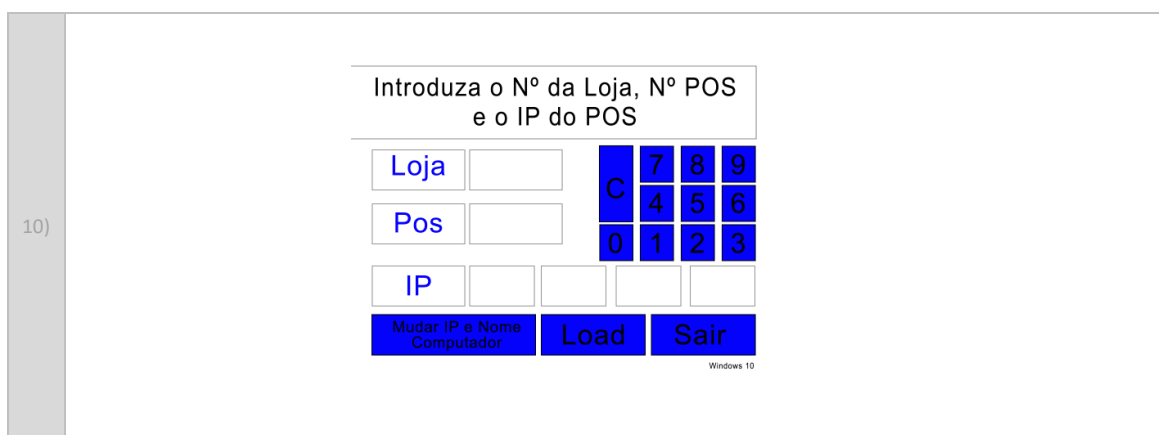 10)
Introduza o Nº da Loja, Nº POS
e o IP do POS
Loja
Pos
IP
C
7 8 9
4 5 6
0 1 2 3
Mudar IP e Nome
Computador
Load
Sair
Windows 10